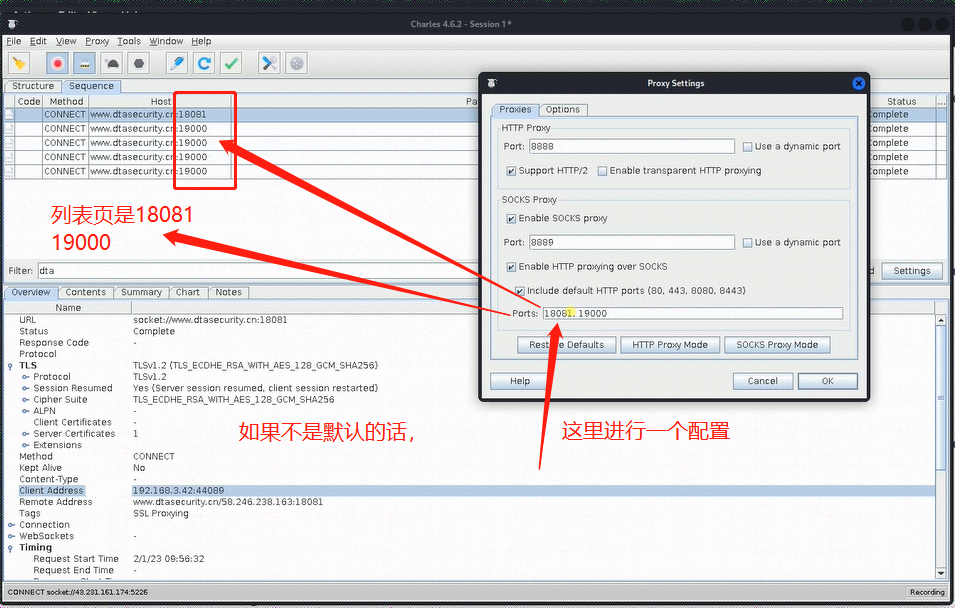 Charles 4.6.2 - Session 1 *
File Edit View Proxy Tools Window Help
Structure Sequence
Code Method Host Status ...
CONNECT www.dtasecurity.cn:18081 Complete
CONNECT www.dtasecurity.cn:19000 Complete
CONNECT www.dtasecurity.cn:19000 Complete
CONNECT www.dtasecurity.cn:19000 Complete
CONNECT www.dtasecurity.cn:19000 Complete
列表页是18081
19000
Filter: dta Settings
Proxy Settings
Proxies Options
HTTP Proxy
Port: 8888 Use a dynamic port
Support HTTP/2 Enable transparent HTTP proxying
SOCKS Proxy
Enable SOCKS proxy
Port: 8889 Use a dynamic port
Enable HTTP proxying over SOCKS
Include default HTTP ports (80, 443, 8080, 8443)
Ports: 18081, 19000
Restore Defaults HTTP Proxy Mode SOCKS Proxy Mode
Help Cancel OK
Overview Contents Summary Chart Notes
Name
URL socket://www.dtasecurity.cn:18081
Status Complete
Response Code -
Protocol
TLS TLSv1.2 (TLS_ECDHE_RSA_WITH_AES_128_GCM_SHA256)
Protocol TLSv1.2
Session Resumed Yes (Server session resumed, client session restarted)
Cipher Suite TLS_ECDHE_RSA_WITH_AES_128_GCM_SHA256
ALPN -
Client Certificates -
Server Certificates 1
Extensions
Method CONNECT
Kept Alive No
Content-Type -
Client Address 192.168.3.42:44089
Remote Address www.dtasecurity.cn/58.246.238.163:18081
Tags SSL Proxying
Connection
WebSockets -
Timing
Request Start Time 2/1/23 09:56:32
Request End Time -
如果不是默认的话，
这里进行一个配置
CONNECT socket://43.231.161.174:5226 Recording